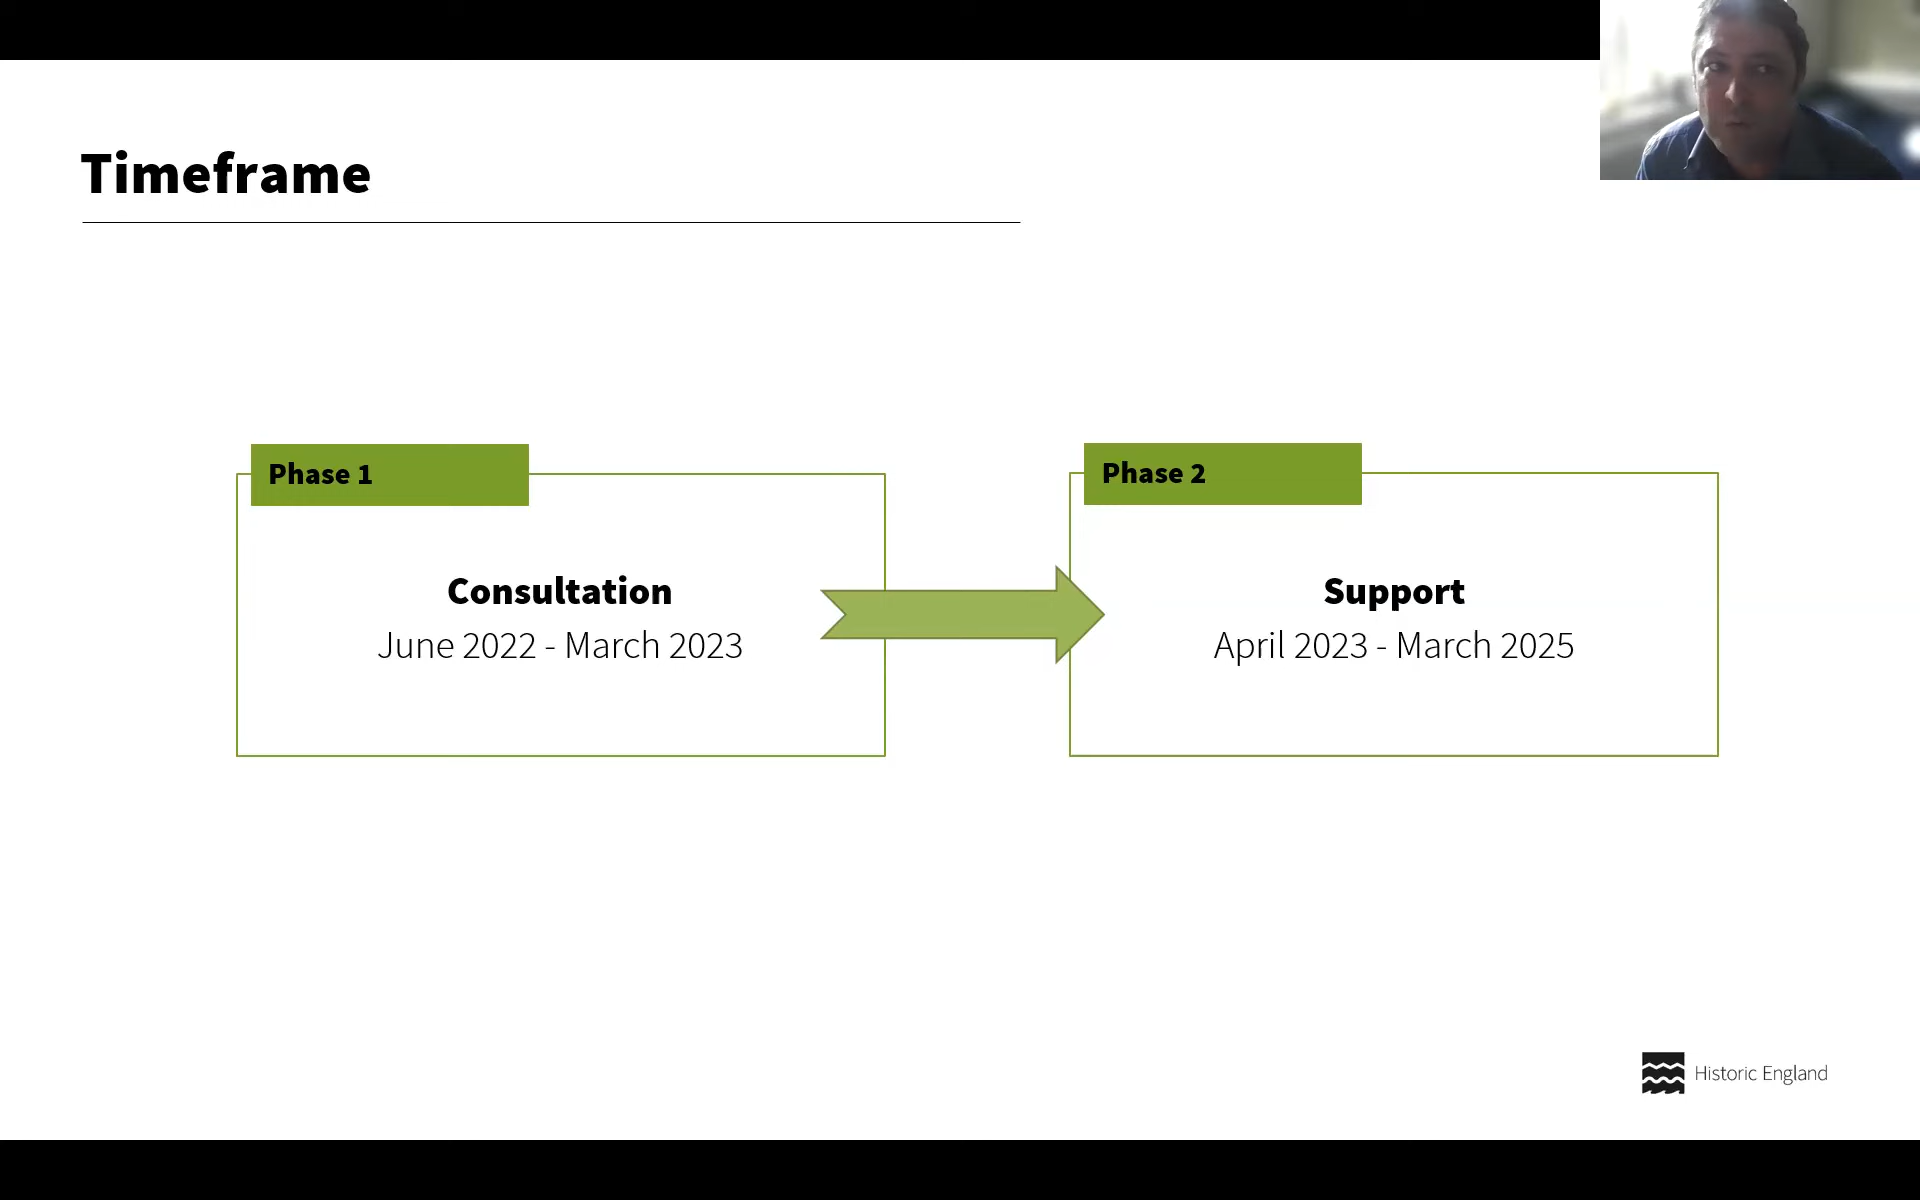 Timeframe
Phase 1
Consultation
June 2022 - March 2023
Phase 2
Support
April 2023 - March 2025
Historic England